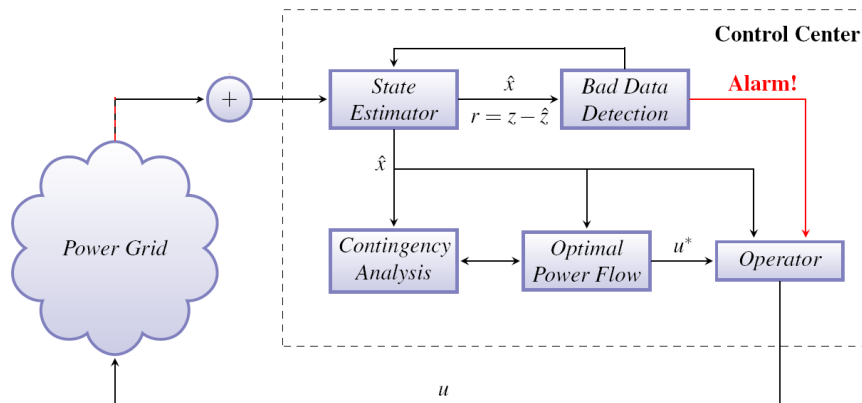 Control Center
State
Estimator
x̂
r = z − ẑ
Bad Data
Detection
Alarm!
+
x̂
Power Grid
Contingency
Analysis
Optimal
Power Flow
u*
Operator
u